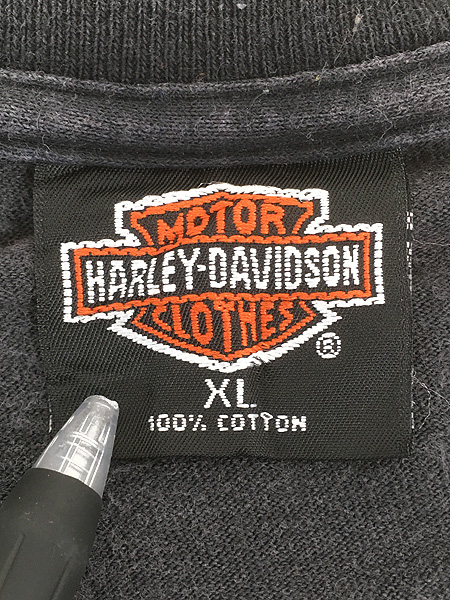 MOTOR
HARLEY-DAVIDSON
CLOTHES
®
XL
100% COTTON